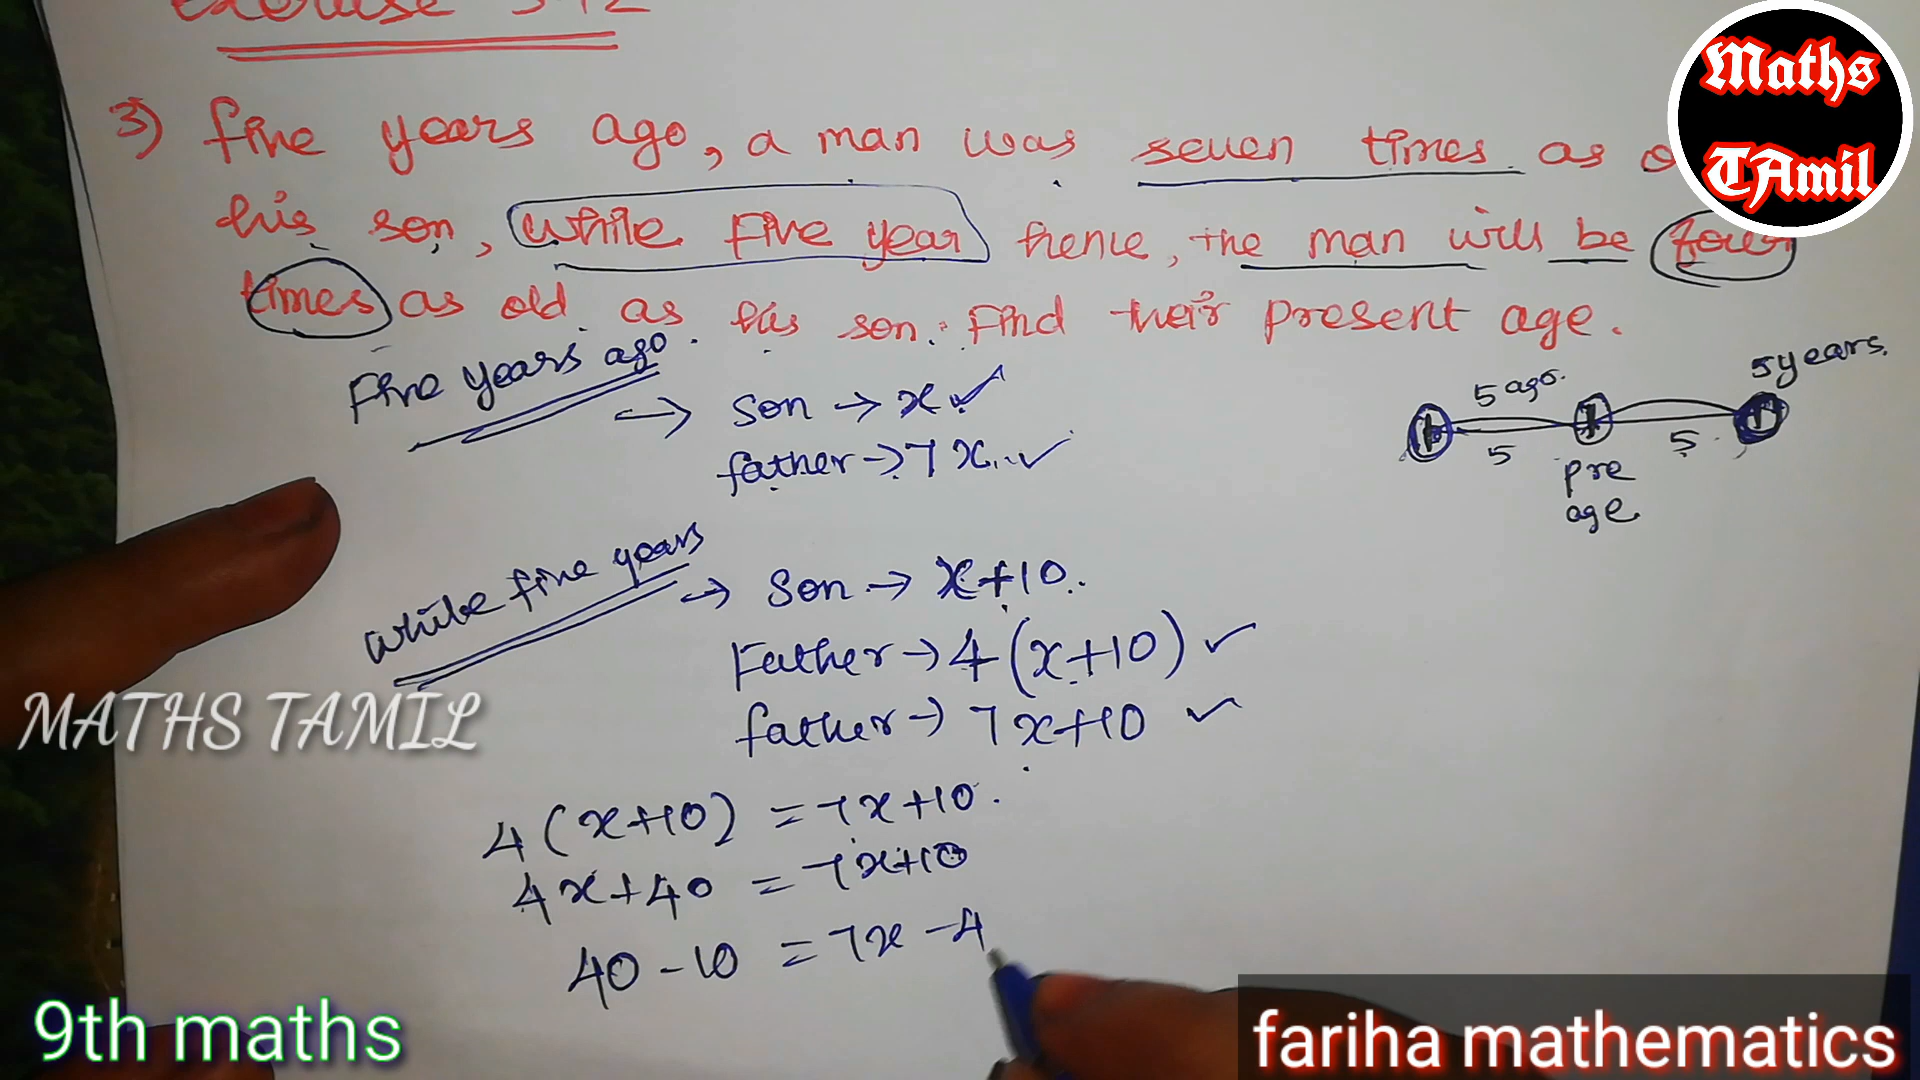 exercise 3.12
Maths
TAmil
3) five years ago, a man was seven times as
his son, while five year hence, the man will be four
times as old as his son. Find their present age.
Five years ago
→ son → x ✓
father → 7x ✓
5 ago.
5 years.
5 5
pre
age
while five years
→ son → x+10.
Father → 4(x+10) ✓
father → 7x+10 ✓
MATHS TAMIL
4(x+10) = 7x+10.
4x+40 = 7x+10
40-10 = 7x-4
9th maths
fariha mathematics